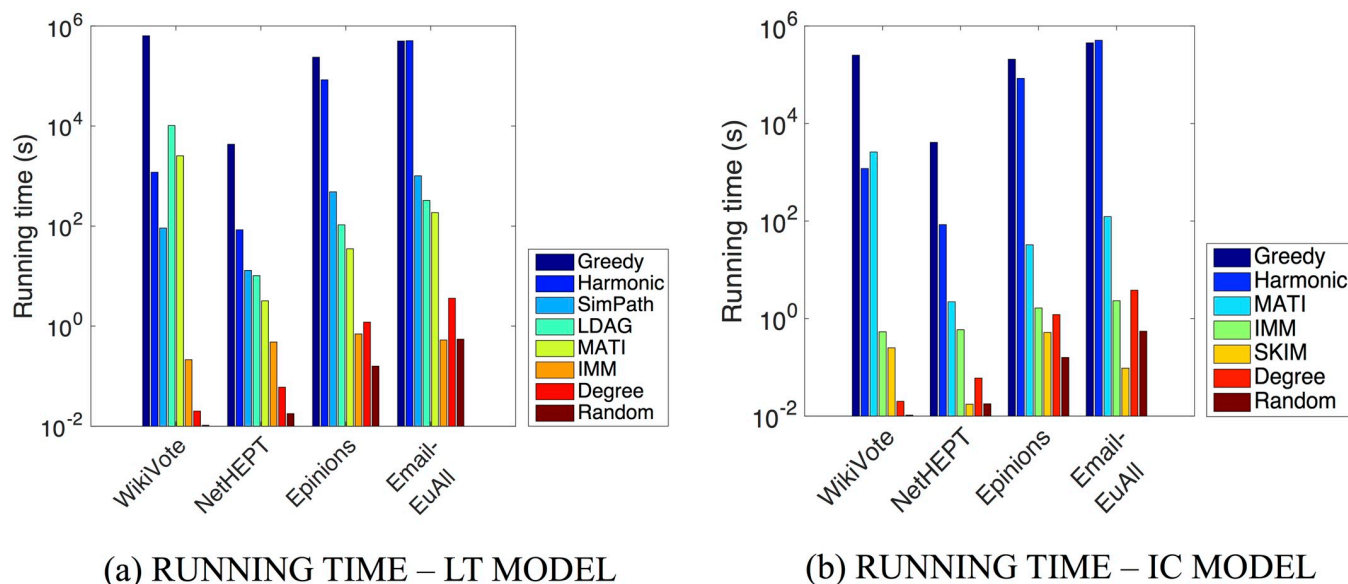 10^6
10^4
10^2
10^0
10^-2
Running time (s)
WikiVote
NetHEPT
Epinions
Email-
EuAll
Greedy
Harmonic
SimPath
LDAG
MATI
IMM
Degree
Random
(a) RUNNING TIME – LT MODEL
10^6
10^4
10^2
10^0
10^-2
Running time (s)
WikiVote
NetHEPT
Epinions
Email-
EuAll
Greedy
Harmonic
MATI
IMM
SKIM
Degree
Random
(b) RUNNING TIME – IC MODEL